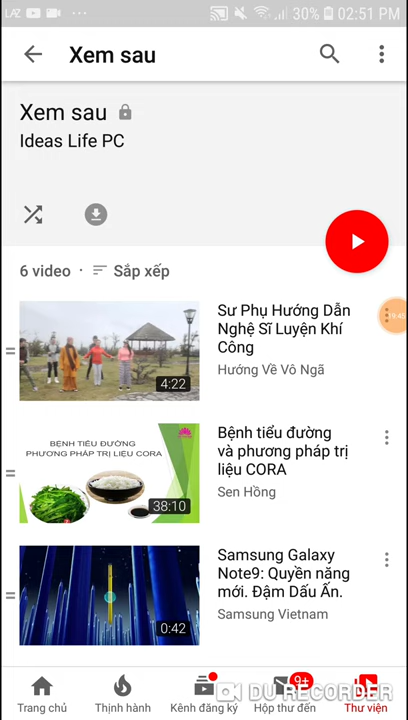 LAZ
30% 02:51 PM
Xem sau
Xem sau
Ideas Life PC
6 video · Sắp xếp
4:22
Sư Phụ Hướng Dẫn
Nghệ Sĩ Luyện Khí
Công
Hướng Về Vô Ngã
9:45
BỆNH TIỂU ĐƯỜNG
PHƯƠNG PHÁP TRỊ LIỆU CORA
38:10
Bệnh tiểu đường
và phương pháp trị
liệu CORA
Sen Hồng
0:42
Samsung Galaxy
Note9: Quyền năng
mới. Đậm Dấu Ấn.
Samsung Vietnam
9+
DU RECORDER
Trang chủ
Thịnh hành
Kênh đăng ký
Hộp thư đến
Thư viện